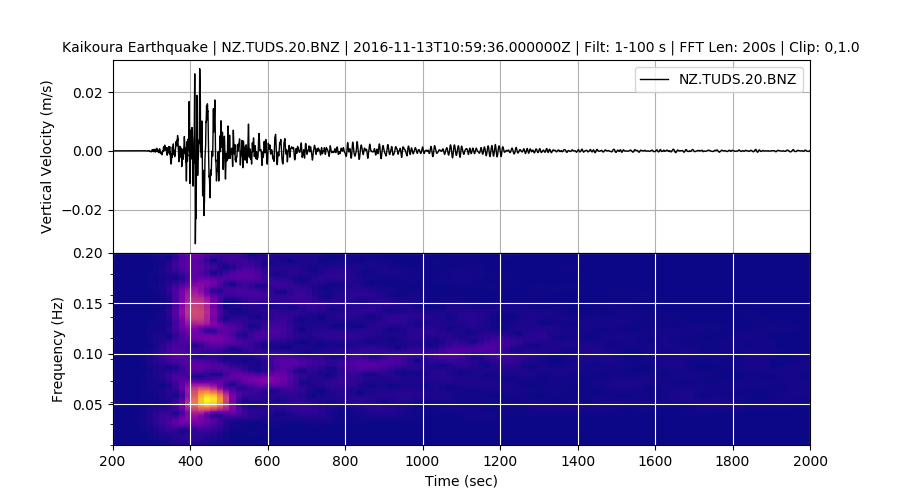 Kaikoura Earthquake | NZ.TUDS.20.BNZ | 2016-11-13T10:59:36.000000Z | Filt: 1-100 s | FFT Len: 200s | Clip: 0,1.0
NZ.TUDS.20.BNZ
Vertical Velocity (m/s)
0.02
0.00
−0.02
Frequency (Hz)
0.20
0.15
0.10
0.05
200 400 600 800 1000 1200 1400 1600 1800 2000
Time (sec)